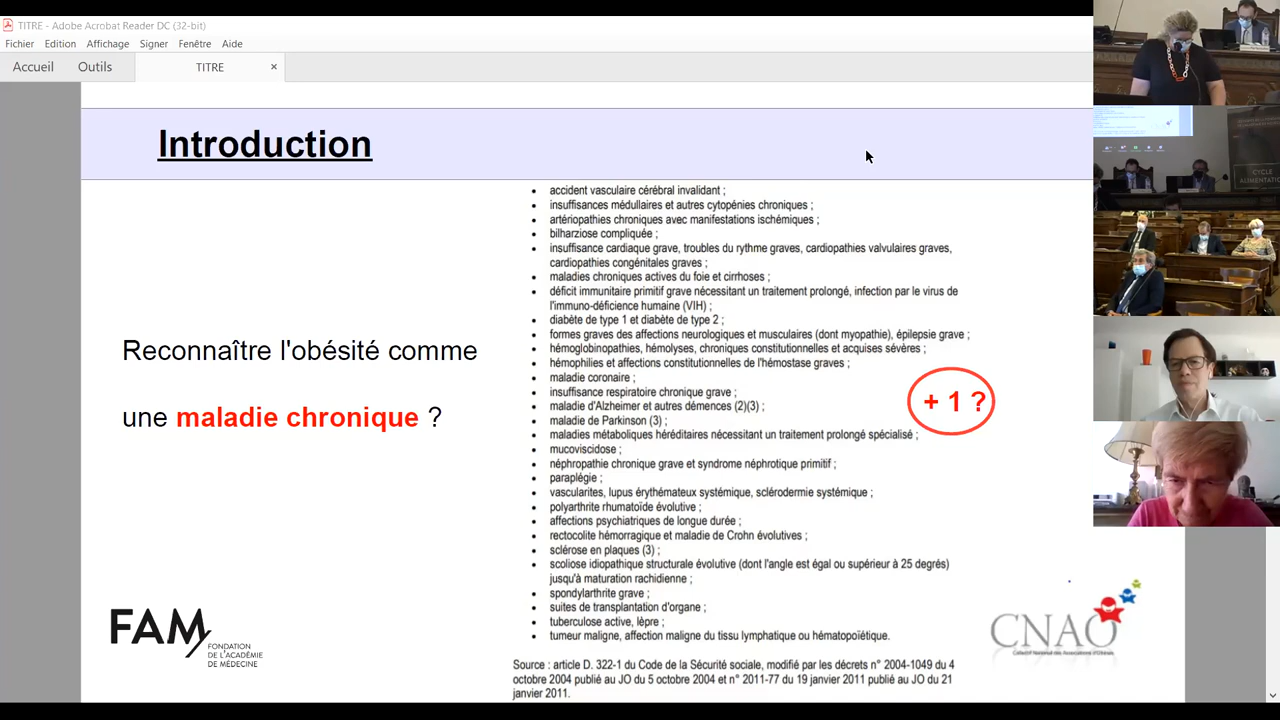 TITRE - Adobe Acrobat Reader DC (32-bit)
Fichier Edition Affichage Signer Fenêtre Aide
Accueil Outils TITRE ×
Introduction
Reconnaître l'obésité comme
une maladie chronique ?
• accident vasculaire cérébral invalidant ;
• insuffisances médullaires et autres cytopénies chroniques ;
• artériopathies chroniques avec manifestations ischémiques ;
• bilharziose compliquée ;
• insuffisance cardiaque grave, troubles du rythme graves, cardiopathies valvulaires graves,
cardiopathies congénitales graves ;
• maladies chroniques actives du foie et cirrhoses ;
• déficit immunitaire primitif grave nécessitant un traitement prolongé, infection par le virus de
l'immuno-déficience humaine (VIH) ;
• diabète de type 1 et diabète de type 2 ;
• formes graves des affections neurologiques et musculaires (dont myopathie), épilepsie grave ;
• hémoglobinopathies, hémolyses, chroniques constitutionnelles et acquises sévères ;
• hémophilies et affections constitutionnelles de l'hémostase graves ;
• maladie coronaire ;
• insuffisance respiratoire chronique grave ;
• maladie d'Alzheimer et autres démences (2)(3) ;
• maladie de Parkinson (3) ;
• maladies métaboliques héréditaires nécessitant un traitement prolongé spécialisé ;
• mucoviscidose ;
• néphropathie chronique grave et syndrome néphrotique primitif ;
• paraplégie ;
• vascularites, lupus érythémateux systémique, sclérodermie systémique ;
• polyarthrite rhumatoïde évolutive ;
• affections psychiatriques de longue durée ;
• rectocolite hémorragique et maladie de Crohn évolutives ;
• sclérose en plaques (3) ;
• scoliose idiopathique structurale évolutive (dont l'angle est égal ou supérieur à 25 degrés)
jusqu'à maturation rachidienne ;
• spondylarthrite grave ;
• suites de transplantation d'organe ;
• tuberculose active, lèpre ;
• tumeur maligne, affection maligne du tissu lymphatique ou hématopoïétique.
+ 1 ?
Source : article D. 322-1 du Code de la Sécurité sociale, modifié par les décrets n° 2004-1049 du 4
octobre 2004 publié au JO du 5 octobre 2004 et n° 2011-77 du 19 janvier 2011 publié au JO du 21
janvier 2011.
FAM
FONDATION
DE L'ACADÉMIE
DE MÉDECINE
CNAO
Collectif National des Associations d'Obèses
CYCLE